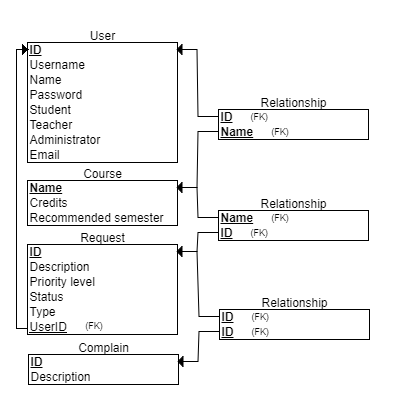 User
ID
Username
Name
Password
Student
Teacher
Administrator
Email
Course
Name
Credits
Recommended semester
Request
ID
Description
Priority level
Status
Type
UserID (FK)
Complain
ID
Description
Relationship
ID (FK)
Name (FK)
Relationship
Name (FK)
ID (FK)
Relationship
ID (FK)
ID (FK)